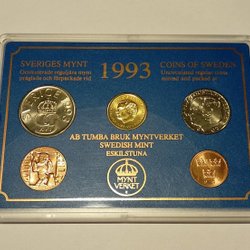 SVERIGES MYNT
Ocirkulerade reguljära mynt
präglade och förpackade vid
1993
COINS OF SWEDEN
Uncirculated regular coins
minted and packed at
AB TUMBA BRUK MYNTVERKET
SWEDISH MINT
ESKILSTUNA
MYNT
VERKET